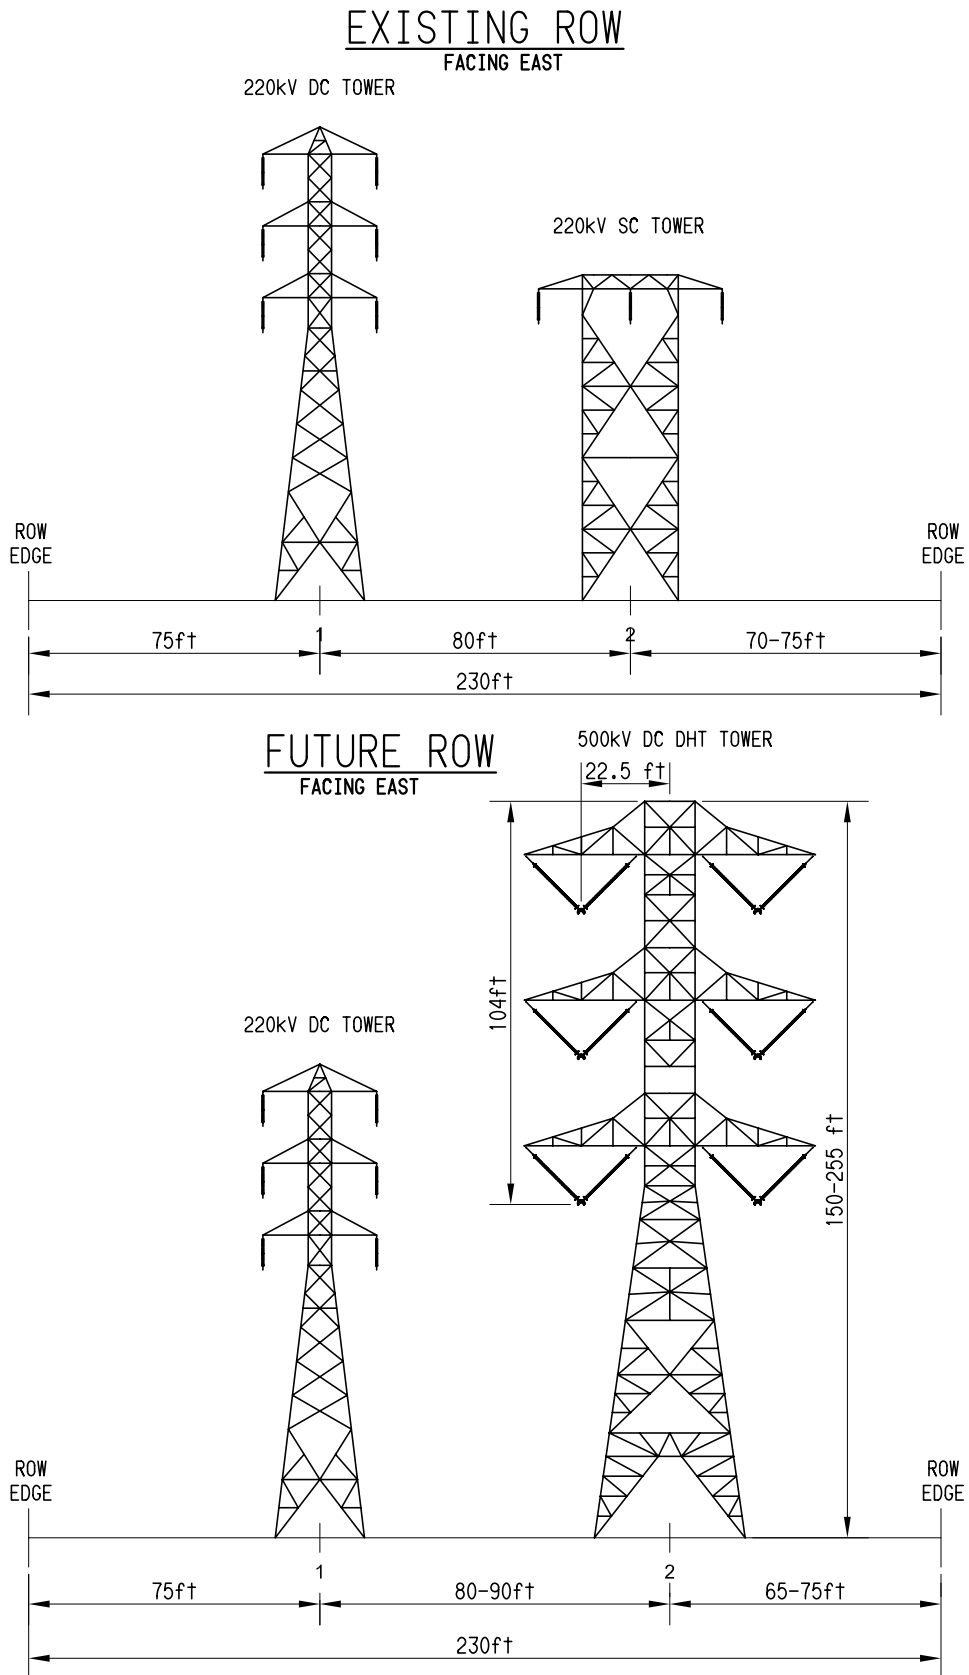 EXISTING ROW
FACING EAST
220kV DC TOWER
220kV SC TOWER
ROW
EDGE
ROW
EDGE
1
2
75ft
80ft
70-75ft
230ft
FUTURE ROW
FACING EAST
500kV DC DHT TOWER
22.5 ft
104ft
220kV DC TOWER
150-255 ft
ROW
EDGE
ROW
EDGE
1
2
75ft
80-90ft
65-75ft
230ft